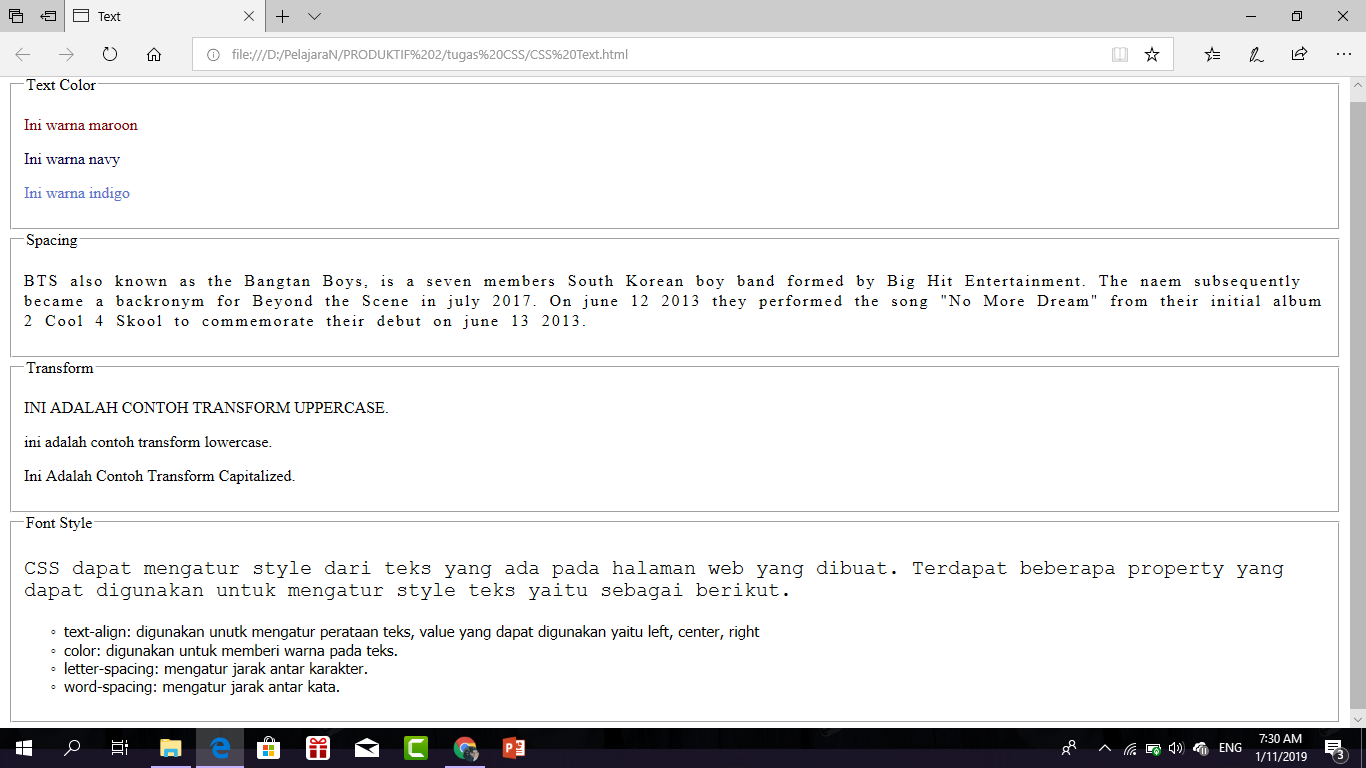 Text
file:///D:/PelajaraN/PRODUKTIF%202/tugas%20CSS/CSS%20Text.html
Text Color
Ini warna maroon
Ini warna navy
Ini warna indigo
Spacing
BTS also known as the Bangtan Boys, is a seven members South Korean boy band formed by Big Hit Entertainment. The naem subsequently
became a backronym for Beyond the Scene in july 2017. On june 12 2013 they performed the song "No More Dream" from their initial album
2 Cool 4 Skool to commemorate their debut on june 13 2013.
Transform
INI ADALAH CONTOH TRANSFORM UPPERCASE.
ini adalah contoh transform lowercase.
Ini Adalah Contoh Transform Capitalized.
Font Style
CSS dapat mengatur style dari teks yang ada pada halaman web yang dibuat. Terdapat beberapa property yang
dapat digunakan untuk mengatur style teks yaitu sebagai berikut.
text-align: digunakan unutk mengatur perataan teks, value yang dapat digunakan yaitu left, center, right
color: digunakan untuk memberi warna pada teks.
letter-spacing: mengatur jarak antar karakter.
word-spacing: mengatur jarak antar kata.
ENG
7:30 AM
1/11/2019
3